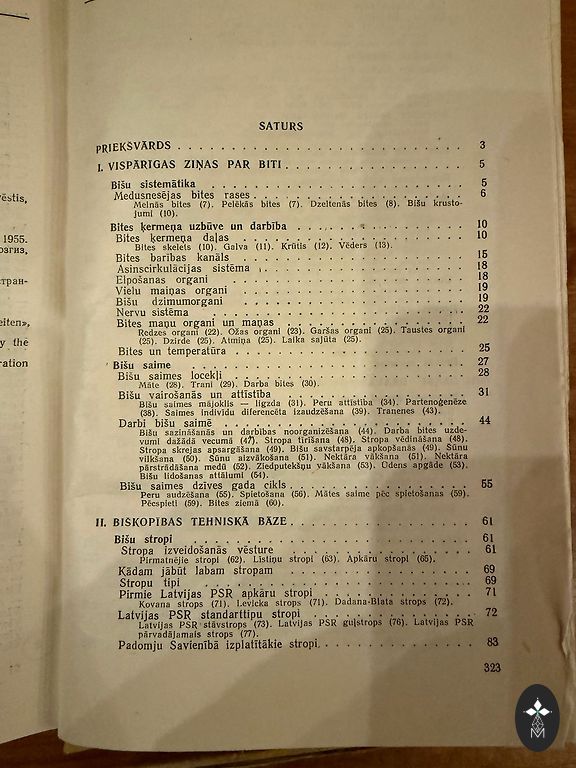 ēstis,
1955.
стран-
eiten»,
y the
ration
SATURS
PRIEKŠVĀRDS . . . . . . . . . . . . . . . . . . . . . . 3
I. VISPĀRĪGAS ZIŅAS PAR BITI . . . . . . . . . . . . . . 5
Bišu sistemātika . . . . . . . . . . . . . . . . . . 5
Medusnesējas bites rases . . . . . . . . . . . . . . 6
Melnās bites (7). Pelēkās bites (7). Dzeltenās bites (8). Bišu krusto-
jumi (10).
Bites ķermeņa uzbūve un darbība . . . . . . . . . . . 10
Bites ķermeņa daļas . . . . . . . . . . . . . . . . 10
Bites skelets (10). Galva (11). Krūtis (12). Vēders (13).
Bites barības kanāls . . . . . . . . . . . . . . . . 15
Asinscirkulācijas sistēma . . . . . . . . . . . . . . 18
Elpošanas organi . . . . . . . . . . . . . . . . . . 18
Vielu maiņas organi . . . . . . . . . . . . . . . . 19
Bišu dzimumorgani . . . . . . . . . . . . . . . . . 19
Nervu sistēma . . . . . . . . . . . . . . . . . . . 22
Bites maņu organi un maņas . . . . . . . . . . . . . 22
Redzes organi (22). Ožas organi (23). Garšas organi (25). Taustes organi
(25). Dzirde (25). Atmiņa (25). Laika sajūta (25).
Bites un temperatūra . . . . . . . . . . . . . . . . 25
Bišu saime . . . . . . . . . . . . . . . . . . . . 27
Bišu saimes locekļi . . . . . . . . . . . . . . . . 28
Māte (28). Trani (29). Darba bites (30).
Bišu vairošanās un attīstība . . . . . . . . . . . . 31
Bišu saimes mājoklis — ligzda (31). Peru attīstība (34). Partenoģenēze
(38). Saimes indivīdu diferencēta izaudzēšana (39). Tranenes (43).
Darbi bišu saimē . . . . . . . . . . . . . . . . . . 44
Bišu sazināšanās un darbības noorganizēšana (44). Darba bites uzde-
vumi dažādā vecumā (47). Stropa tīrīšana (48). Stropa vēdināšana (48).
Stropa skrejas apsargāšana (49). Bišu savstarpēja apkopšanās (49). Šūnu
vilkšana (50). Šūnu aizvākošana (51). Nektāra vākšana (51). Nektāra
pārstrādāšana medū (52). Ziedputekšņu vākšana (53). Ūdens apgāde (53).
Bišu lidošanas attālumi (54).
Bišu saimes dzīves gada cikls . . . . . . . . . . . . 55
Peru audzēšana (55). Spietošana (56). Mātes saime pēc spietošanas (59).
Pēcspieti (59). Bites ziemā (60).
II. BIŠKOPĪBAS TEHNISKĀ BĀZE . . . . . . . . . . . . . . 61
Bišu stropi . . . . . . . . . . . . . . . . . . . . 61
Stropa izveidošanās vēsture . . . . . . . . . . . . . 61
Pirmatnējie stropi (62). Līstiņu stropi (63). Apkāru stropi (65).
Kādam jābūt labam stropam . . . . . . . . . . . . . . 69
Stropu tipi . . . . . . . . . . . . . . . . . . . . 69
Pirmie Latvijas PSR apkāru stropi . . . . . . . . . . 71
Kovana strops (71). Levicka strops (71). Dadana-Blata strops (72).
Latvijas PSR standarttipu stropi . . . . . . . . . . 72
Latvijas PSR stāvstrops (73). Latvijas PSR guļstrops (76). Latvijas PSR
pārvadājamais strops (77).
Padomju Savienībā izplatītākie stropi . . . . . . . . 83
323
M